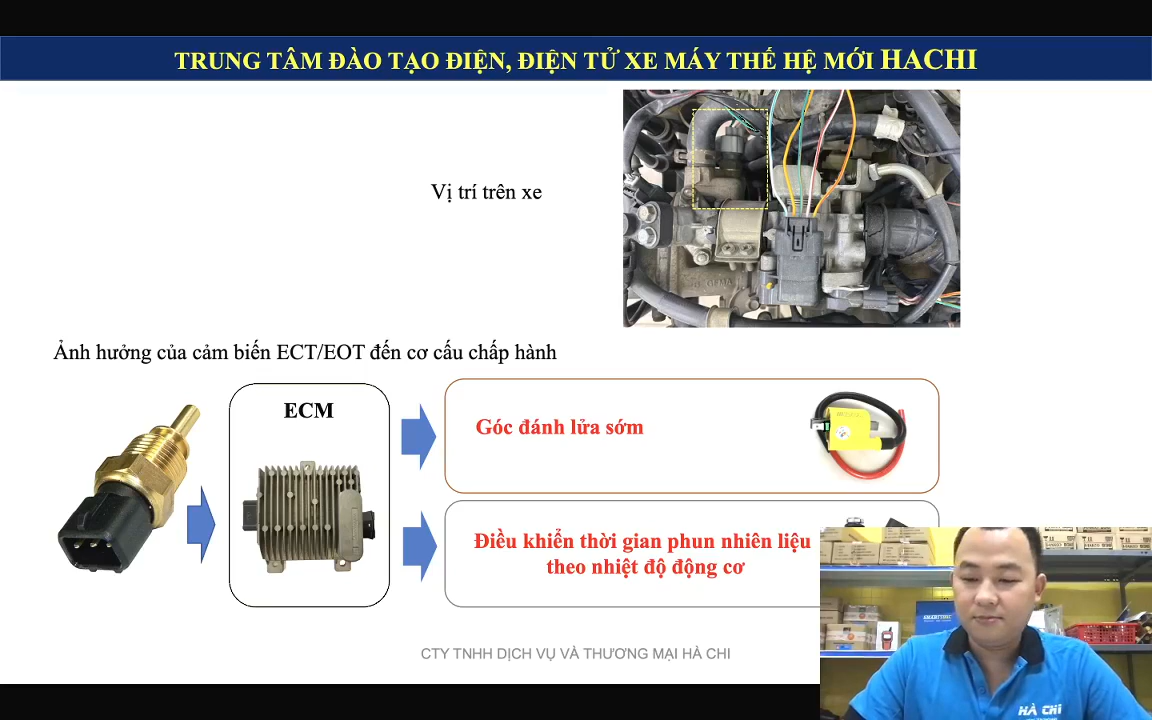 TRUNG TÂM ĐÀO TẠO ĐIỆN, ĐIỆN TỬ XE MÁY THẾ HỆ MỚI HACHI
Vị trí trên xe
Ảnh hưởng của cảm biến ECT/EOT đến cơ cấu chấp hành
ECM
Góc đánh lửa sớm
Điều khiển thời gian phun nhiên liệu
theo nhiệt độ động cơ
CTY TNHH DỊCH VỤ VÀ THƯƠNG MẠI HÀ CHI
HÀ CHI